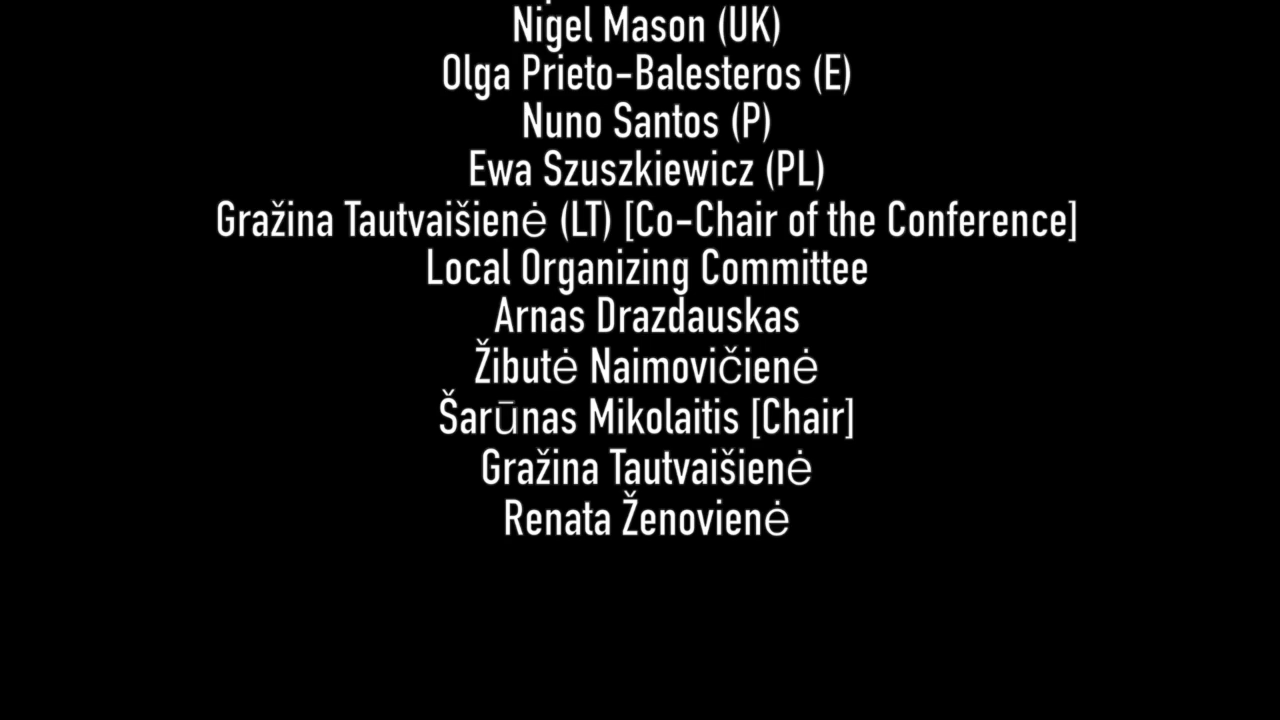 Nigel Mason (UK)
Olga Prieto-Balesteros (E)
Nuno Santos (P)
Ewa Szuszkiewicz (PL)
Gražina Tautvaišienė (LT) [Co-Chair of the Conference]
Local Organizing Committee
Arnas Drazdauskas
Žibutė Naimovičienė
Šarūnas Mikolaitis [Chair]
Gražina Tautvaišienė
Renata Ženovienė